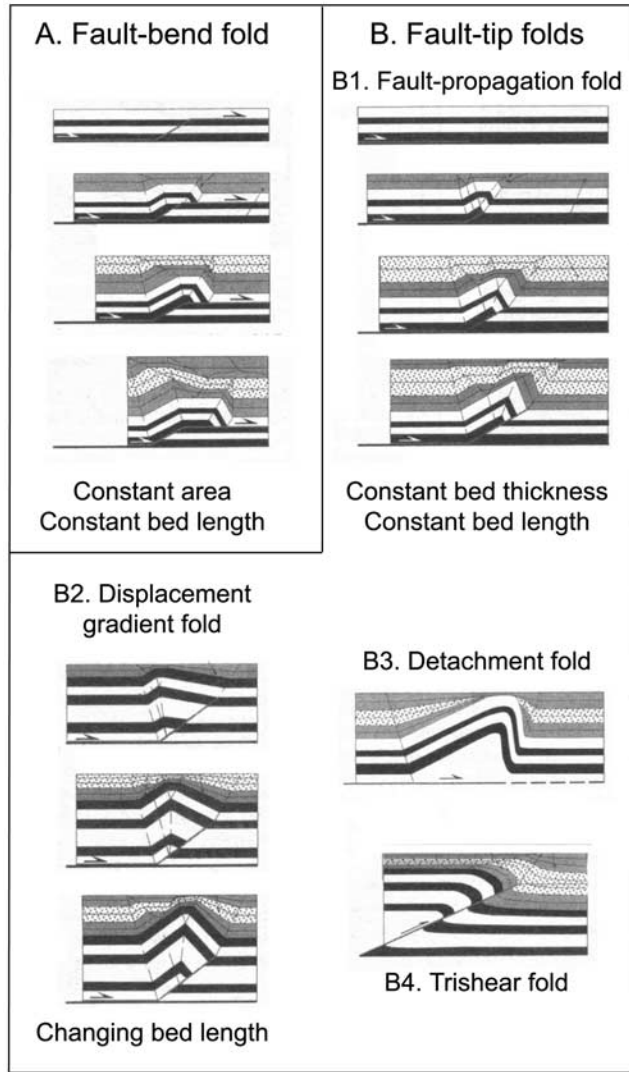 A. Fault-bend fold
Constant area
Constant bed length
B. Fault-tip folds
B1. Fault-propagation fold
Constant bed thickness
Constant bed length
B2. Displacement
gradient fold
Changing bed length
B3. Detachment fold
B4. Trishear fold